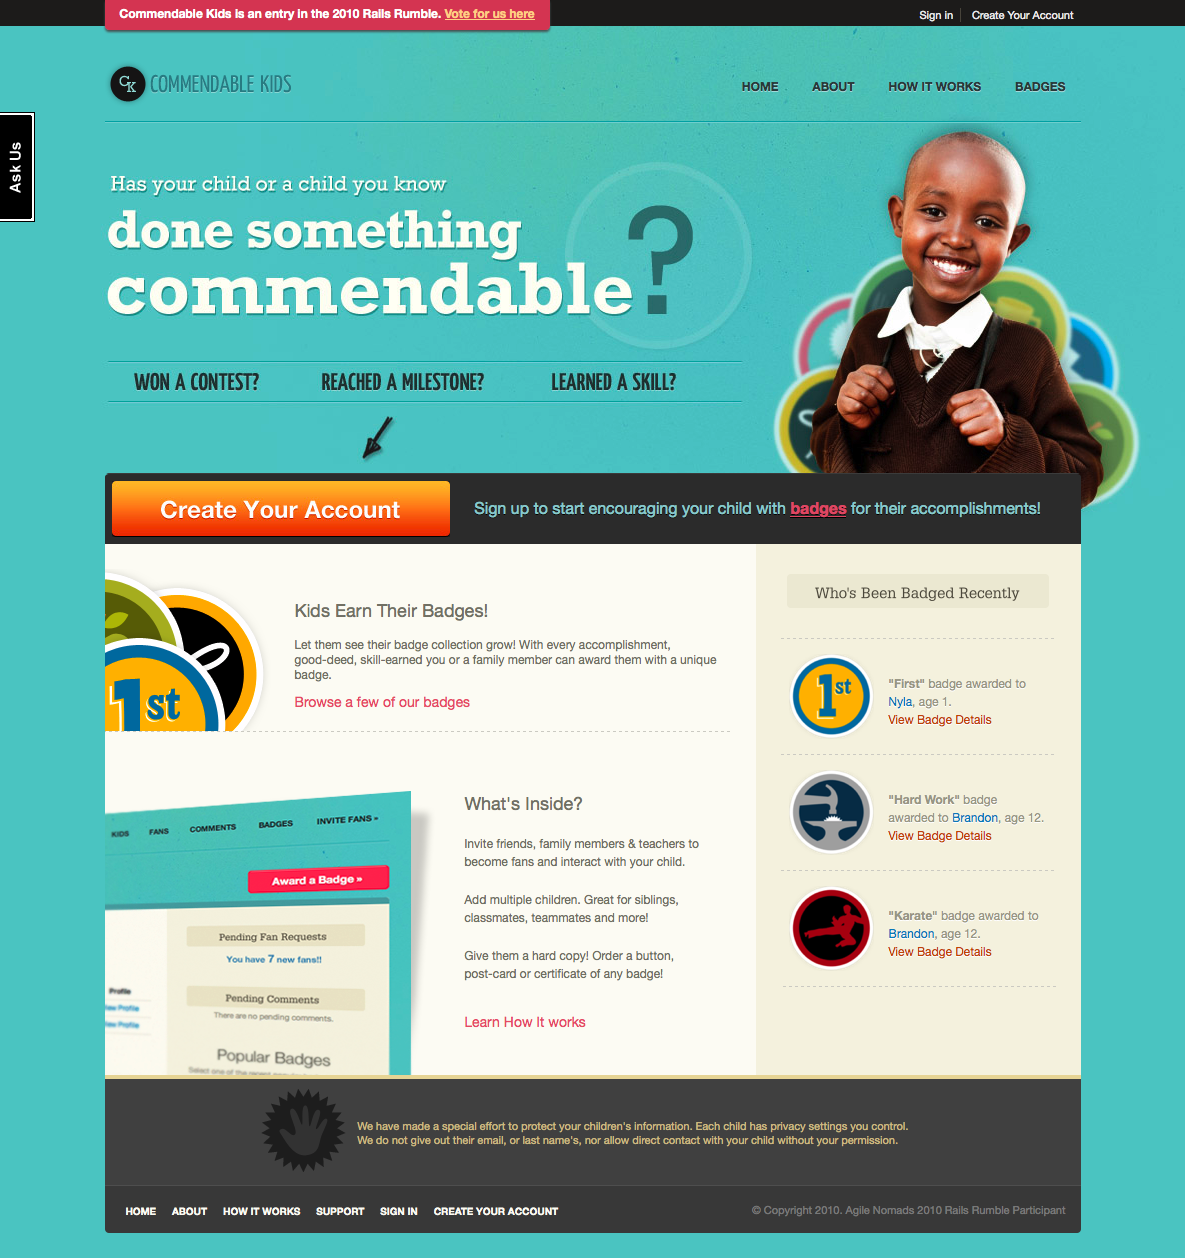 Commendable Kids is an entry in the 2010 Rails Rumble. Vote for us here
Sign in
Create Your Account
CK COMMENDABLE KIDS
HOME
ABOUT
HOW IT WORKS
BADGES
Ask Us
Has your child or a child you know
done something
commendable?
WON A CONTEST?
REACHED A MILESTONE?
LEARNED A SKILL?
Create Your Account
Sign up to start encouraging your child with badges for their accomplishments!
1st
Kids Earn Their Badges!
Let them see their badge collection grow! With every accomplishment,
good-deed, skill-earned you or a family member can award them with a unique
badge.
Browse a few of our badges
KIDS
FANS
COMMENTS
BADGES
INVITE FANS »
Award a Badge »
Pending Fan Requests
You have 7 new fans!!
Profile
View Profile
View Profile
Pending Comments
There are no pending comments.
Popular Badges
What's Inside?
Invite friends, family members & teachers to
become fans and interact with your child.
Add multiple children. Great for siblings,
classmates, teammates and more!
Give them a hard copy! Order a button,
post-card or certificate of any badge!
Learn How It works
Who's Been Badged Recently
1st
"First" badge awarded to
Nyla, age 1.
View Badge Details
"Hard Work" badge
awarded to Brandon, age 12.
View Badge Details
"Karate" badge awarded to
Brandon, age 12.
View Badge Details
We have made a special effort to protect your children's information. Each child has privacy settings you control.
We do not give out their email, or last name's, nor allow direct contact with your child without your permission.
HOME
ABOUT
HOW IT WORKS
SUPPORT
SIGN IN
CREATE YOUR ACCOUNT
© Copyright 2010. Agile Nomads 2010 Rails Rumble Participant